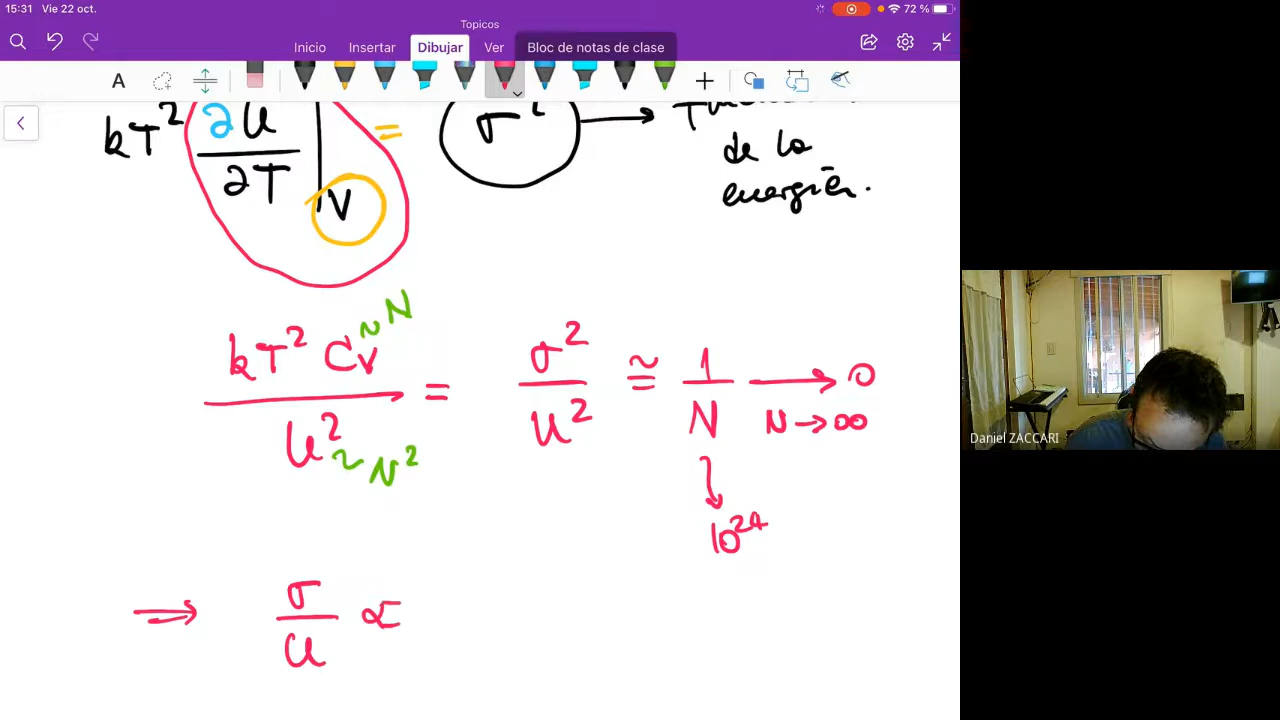 15:31 Vie 22 oct. 72 %
Topicos
Inicio Insertar Dibujar Ver Bloc de notas de clase
A
kT² ∂U/∂T |V = σ² →
de la
energía.
kT² CV ~N / U² ~N² = σ²/U² ≅ 1/N → 0
N → ∞
10²⁴
⇒ σ/U ∝
Daniel ZACCARI